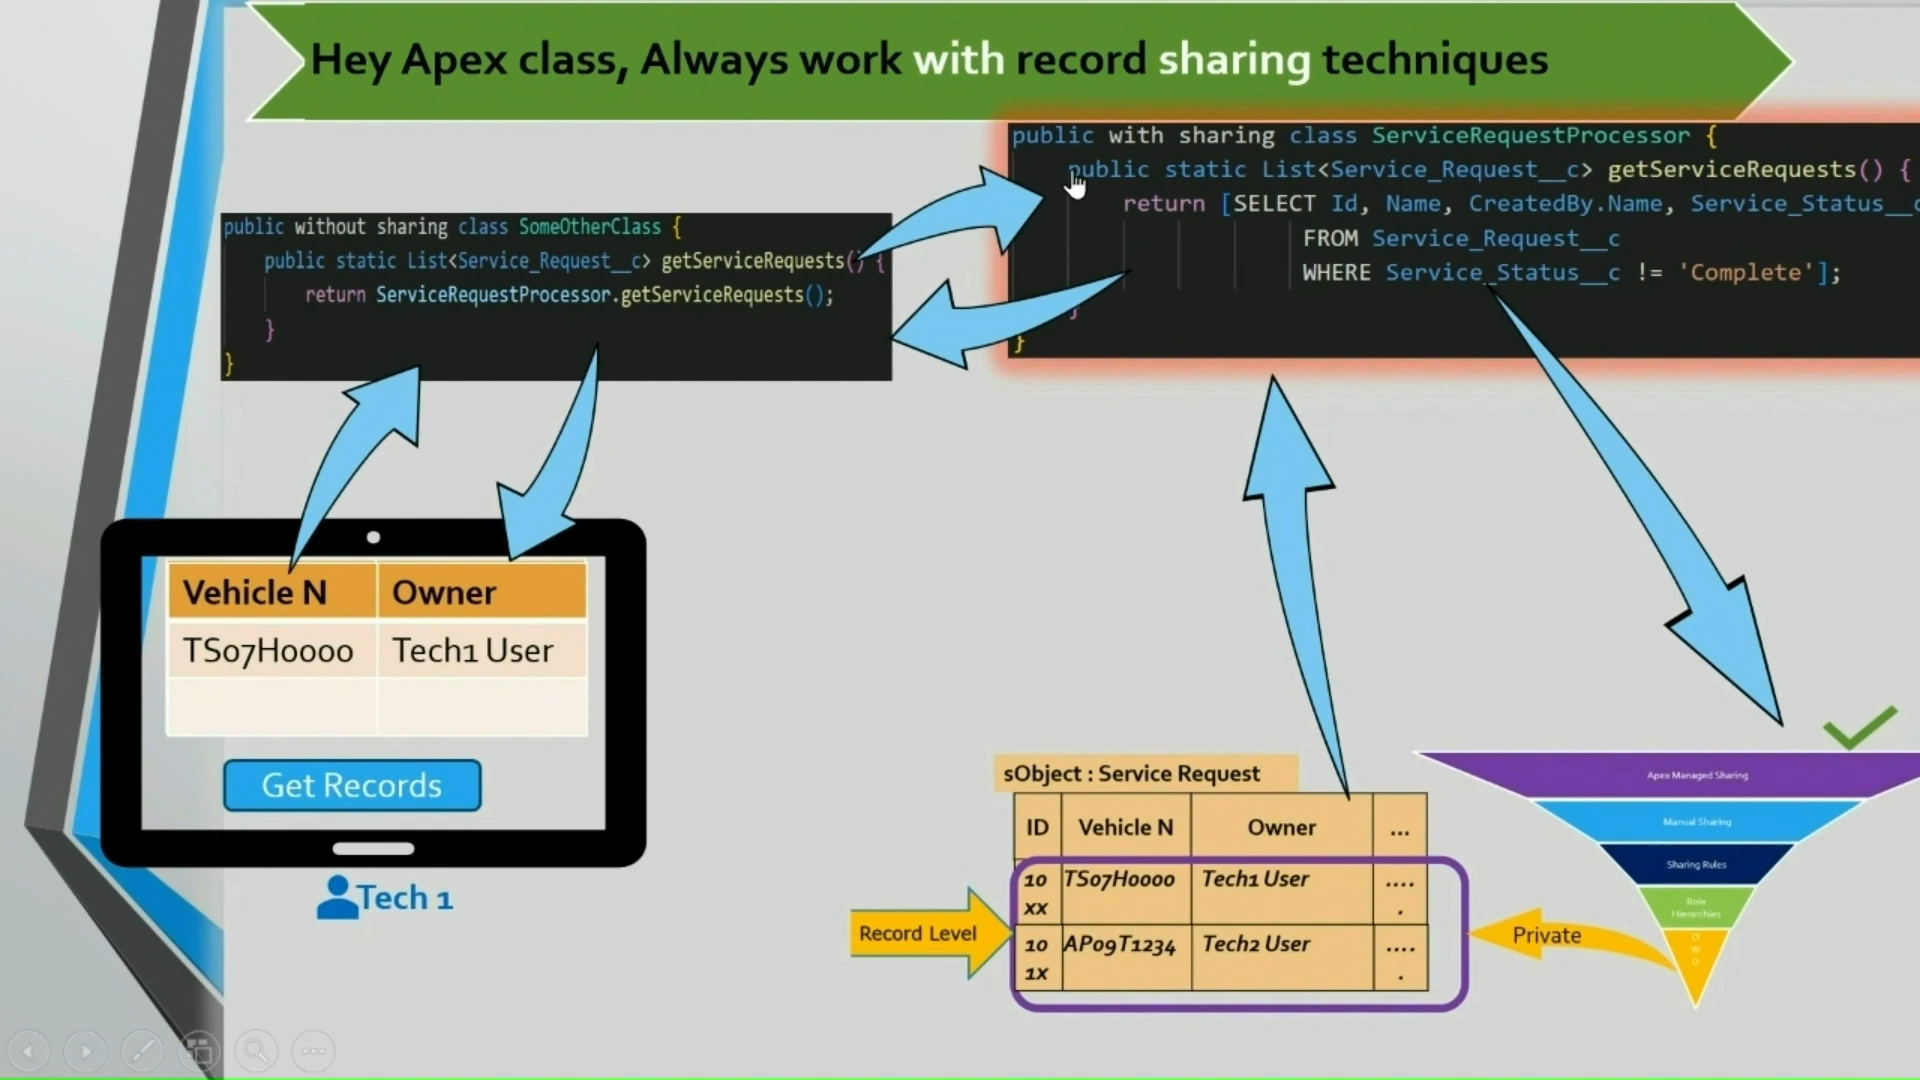 Hey Apex class, Always work with record sharing techniques
public with sharing class ServiceRequestProcessor {
public static List<Service_Request__c> getServiceRequests() {
return [SELECT Id, Name, CreatedBy.Name, Service_Status__c
FROM Service_Request__c
WHERE Service_Status__c != 'Complete'];
}
}
public without sharing class SomeOtherClass {
public static List<Service_Request__c> getServiceRequests() {
return ServiceRequestProcessor.getServiceRequests();
}
}
Vehicle N Owner
TS07H0000 Tech1 User
Get Records
Tech 1
sObject : Service Request
ID Vehicle N Owner ...
10 TS07H0000 Tech1 User ....
xx .
10 AP09T1234 Tech2 User ....
1x .
Record Level
Private
Apex Managed Sharing
Manual Sharing
Sharing Rules
Role
Hierarchies
O
W
D